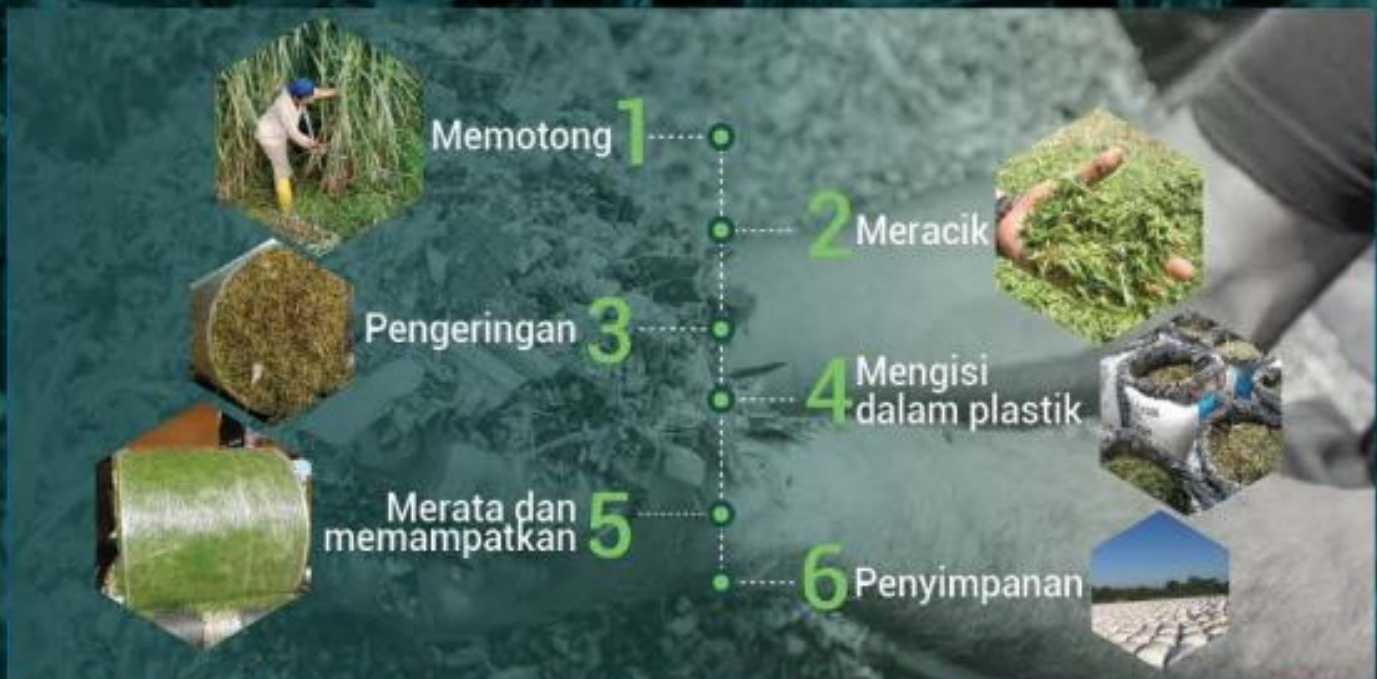 Memotong 1
2 Meracik
Pengeringan 3
4 Mengisi
dalam plastik
Merata dan
memampatkan 5
6 Penyimpanan